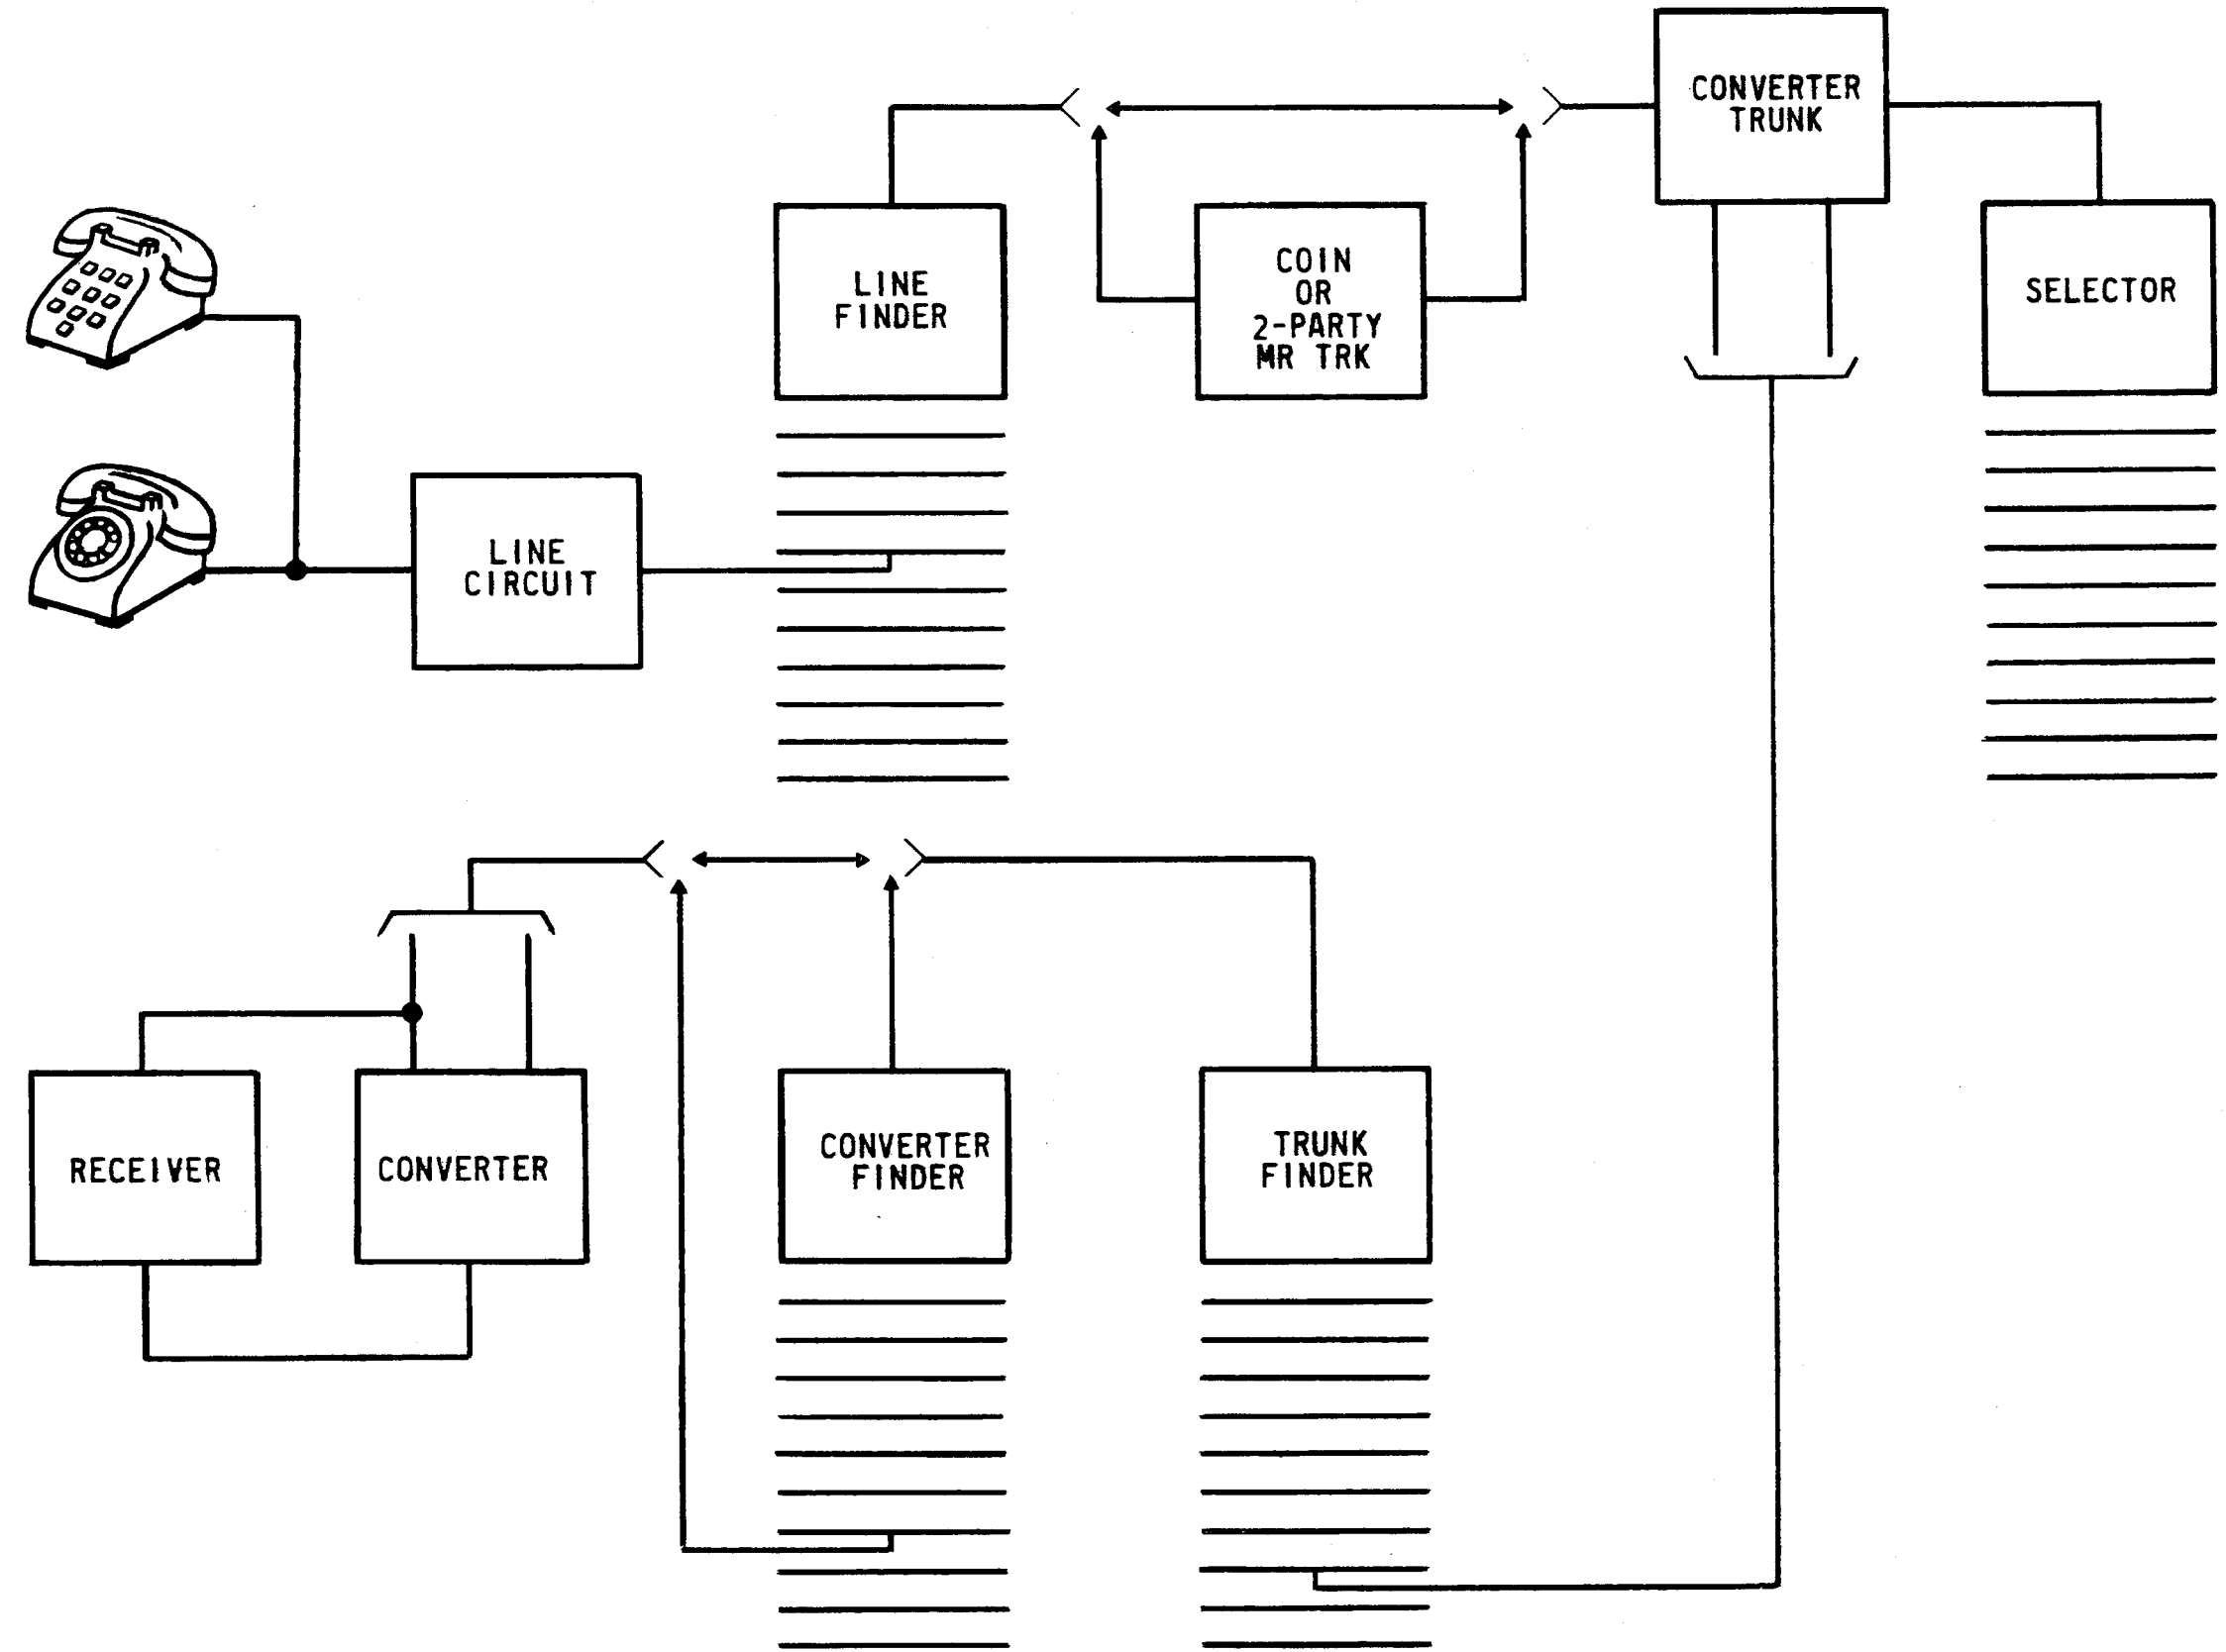 CONVERTER
TRUNK
LINE
FINDER
COIN
OR
2-PARTY
MR TRK
SELECTOR
LINE
CIRCUIT
RECEIVER
CONVERTER
CONVERTER
FINDER
TRUNK
FINDER